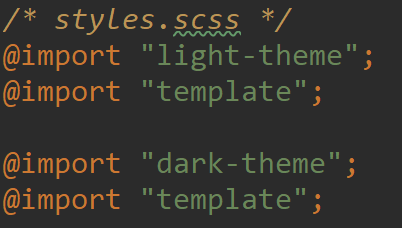 /* styles.scss */
@import "light-theme";
@import "template";
@import "dark-theme";
@import "template";